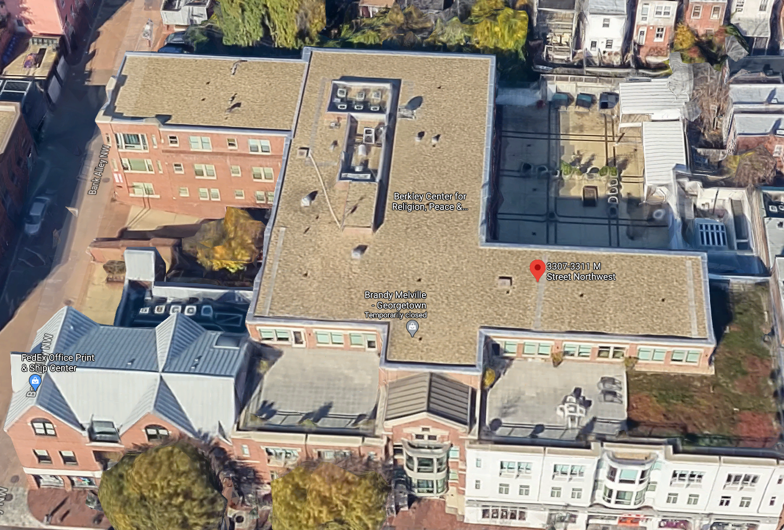 Bank Alley NW
Berkley Center for
Religion, Peace &...
3307-3311 M
Street Northwest
Brandy Melville
- Georgetown
Temporarily closed
FedEx Office Print
& Ship Center
NW